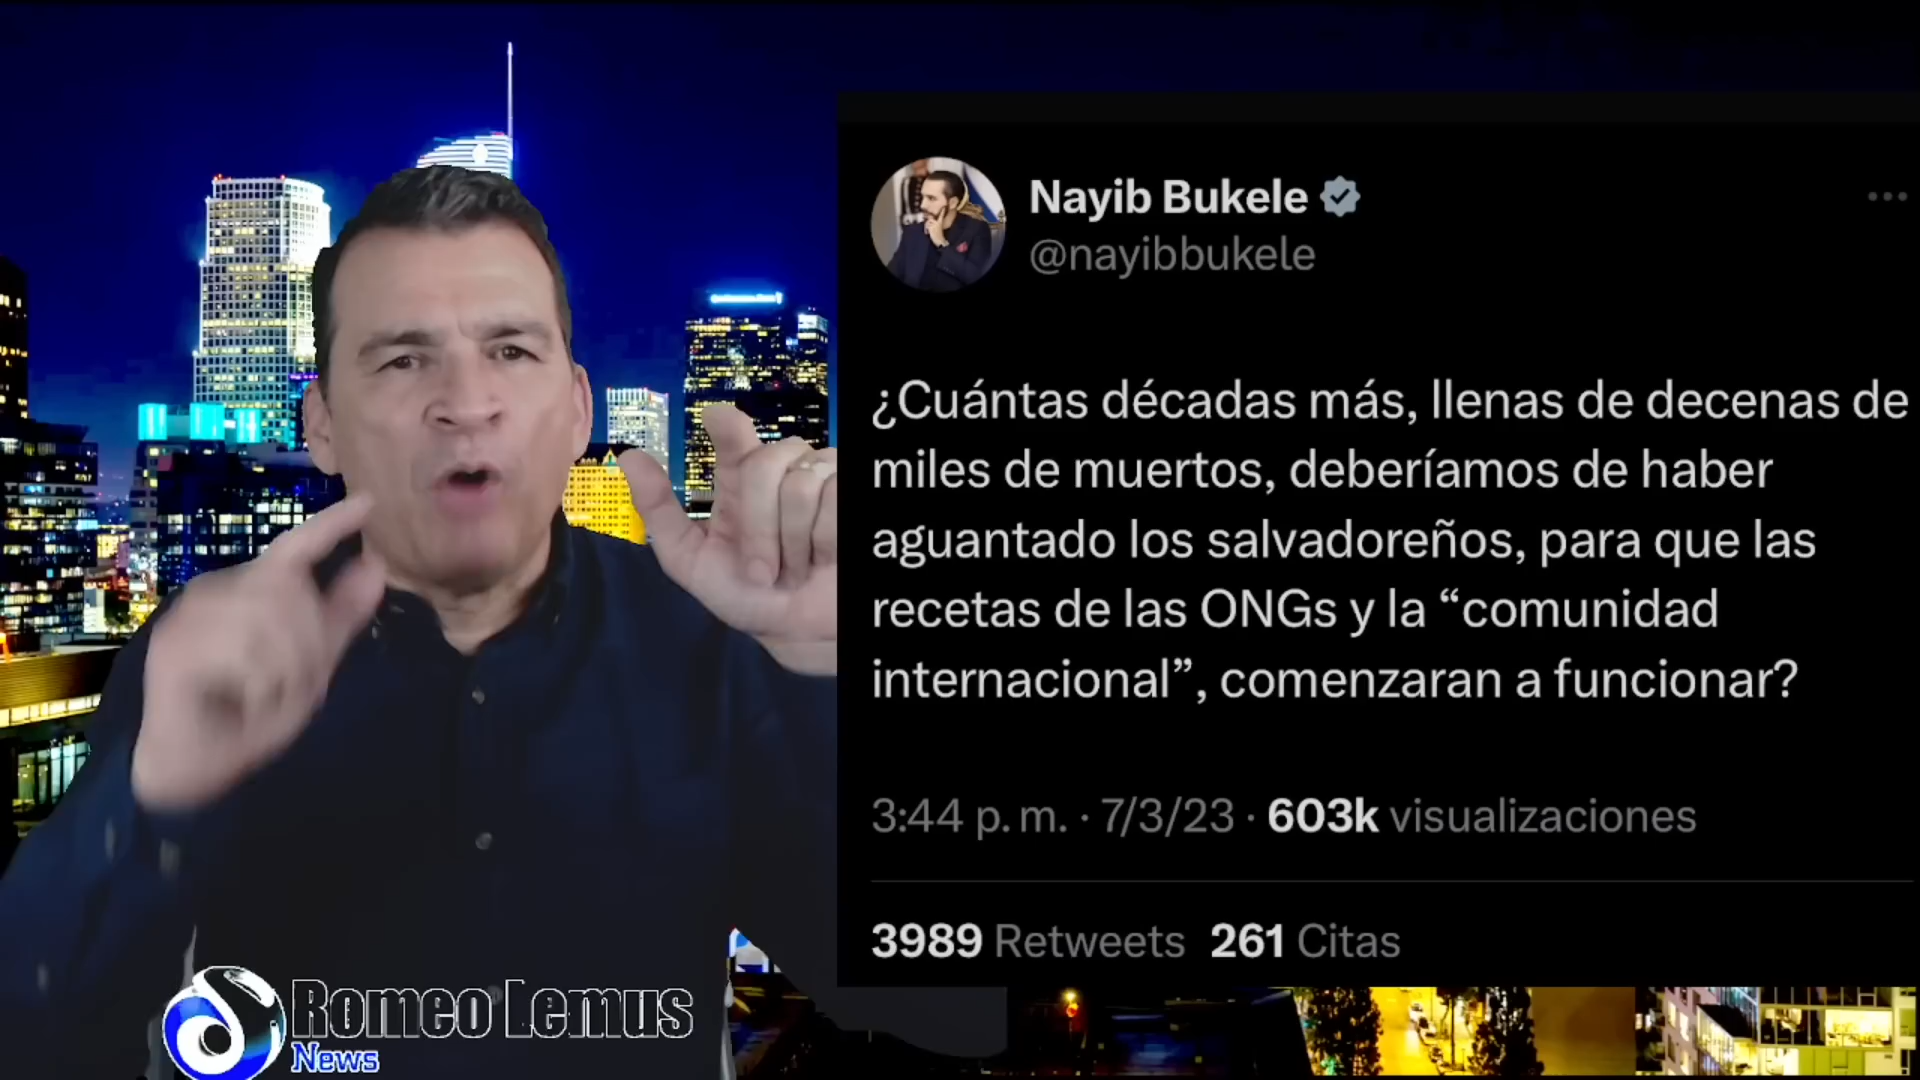 Nayib Bukele
@nayibbukele
¿Cuántas décadas más, llenas de decenas de
miles de muertos, deberíamos de haber
aguantado los salvadoreños, para que las
recetas de las ONGs y la “comunidad
internacional”, comenzaran a funcionar?
3:44 p. m. · 7/3/23 · 603k visualizaciones
3989 Retweets 261 Citas
Romeo Lemus
News